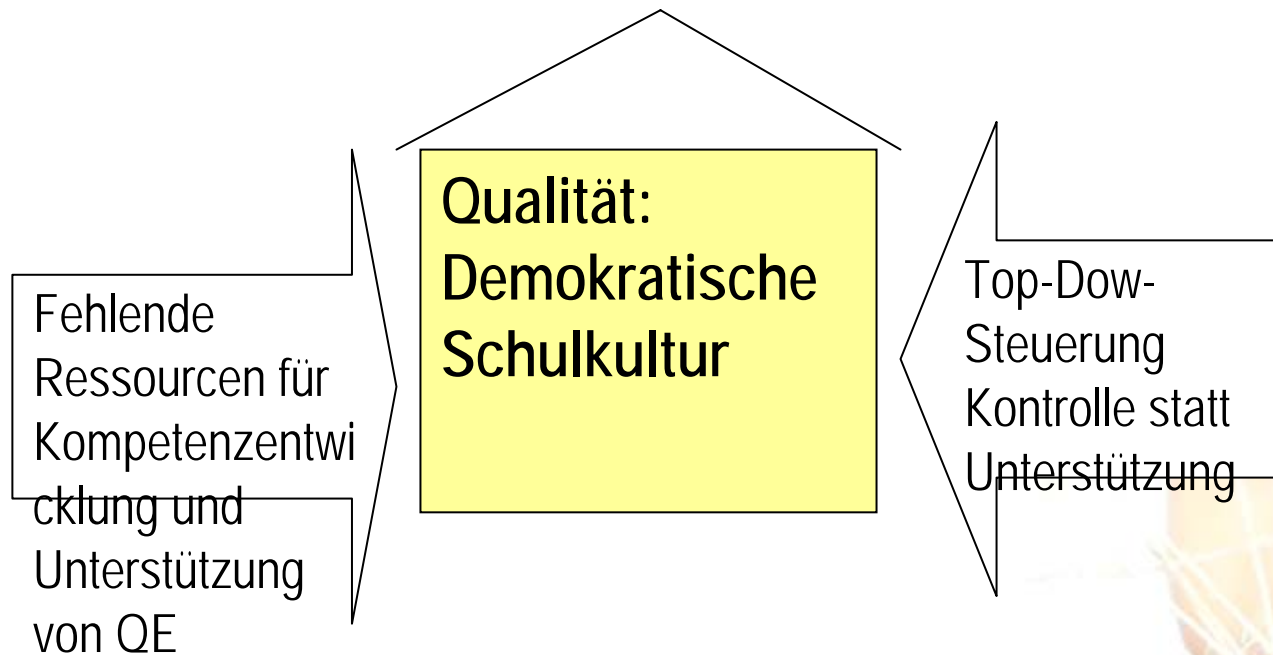 Qualität:
Demokratische
Schulkultur
Fehlende
Ressourcen für
Kompetenzentwi
cklung und
Unterstützung
von QE
Top-Dow-
Steuerung
Kontrolle statt
Unterstützung